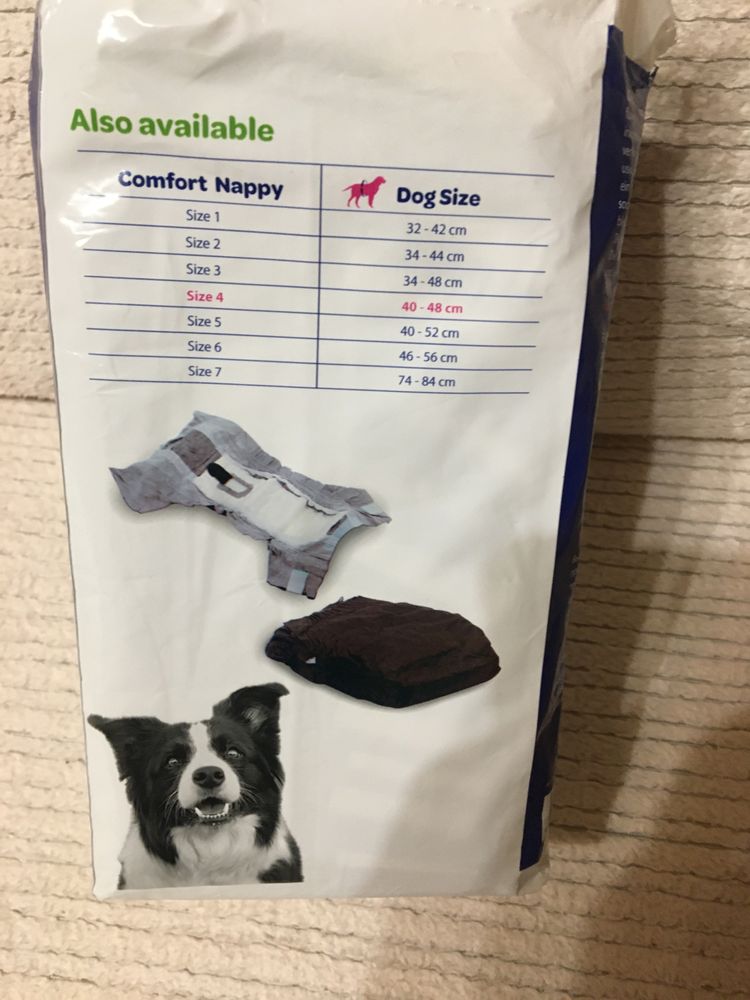 Also available
Comfort Nappy Dog Size
Size 1 32 - 42 cm
Size 2 34 - 44 cm
Size 3 34 - 48 cm
Size 4 40 - 48 cm
Size 5 40 - 52 cm
Size 6 46 - 56 cm
Size 7 74 - 84 cm